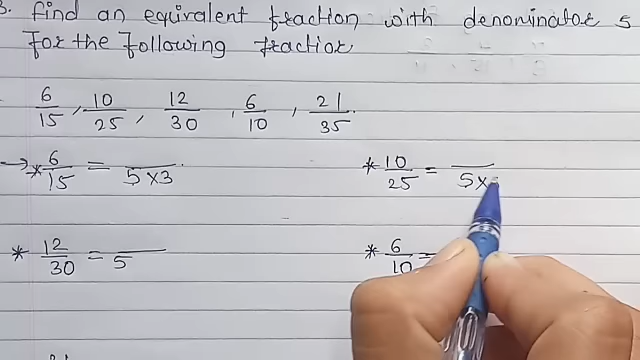 3. find an equivalent fraction with denominator 5
for the following fraction
6/15, 10/25, 12/30, 6/10, 21/35.
→ * 6/15 = —/5×3 * 10/25 = —/5×
* 12/30 = —/5 * 6/10 =